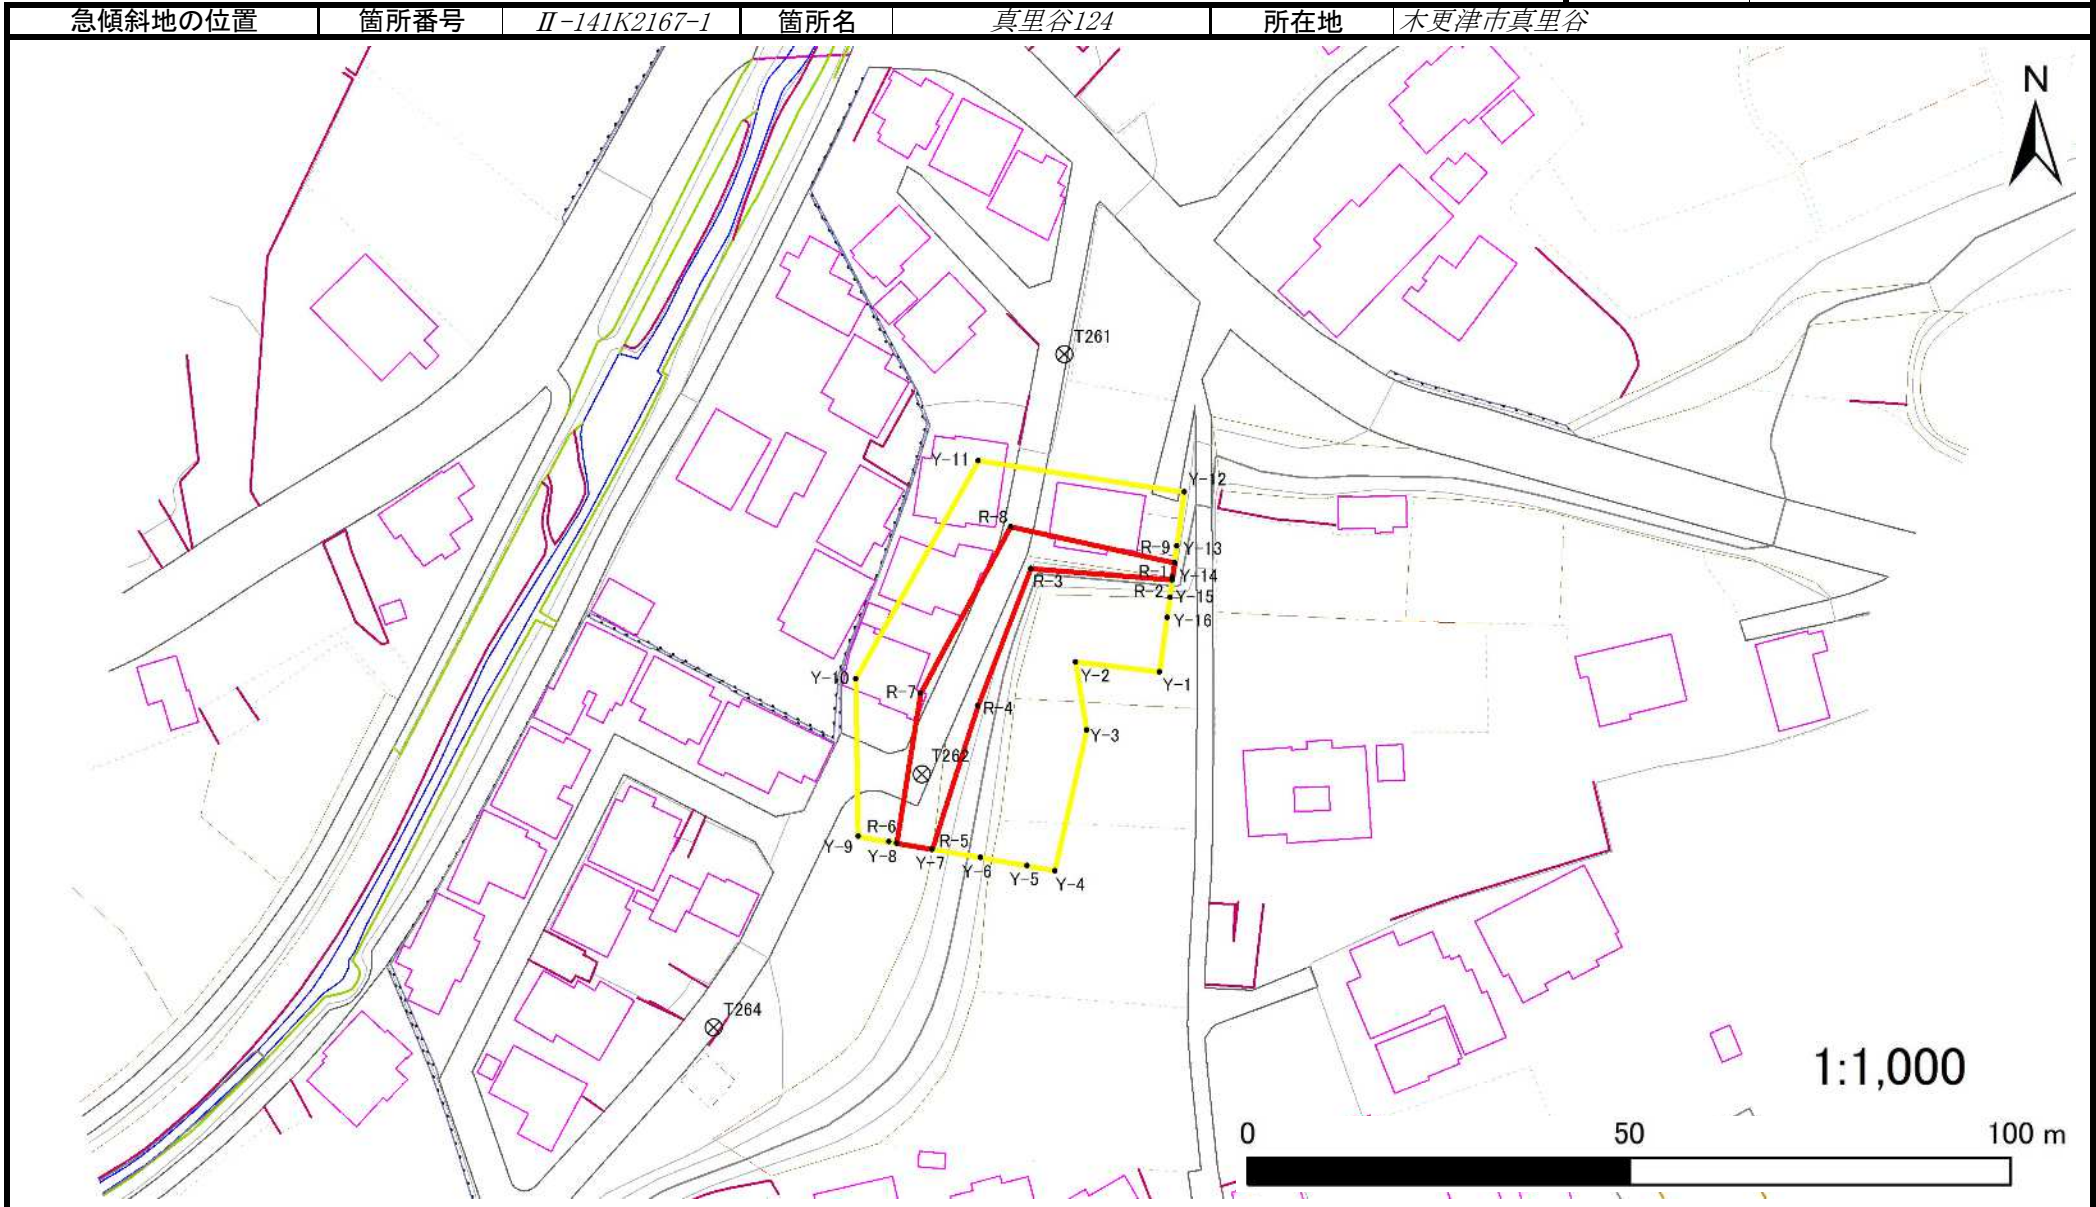 急傾斜地の位置 箇所番号 Ⅱ-141K2167-1 箇所名 真里谷124 所在地 木更津市真里谷
N
T261
Y-11
Y-12
R-8
R-9
Y-13
R-1
Y-14
R-3
R-2
Y-15
Y-16
Y-10
R-7
Y-2
Y-1
R-4
Y-3
T262
R-6
R-5
Y-9
Y-8
Y-7
Y-6
Y-5
Y-4
T264
1:1,000
0 50 100 m